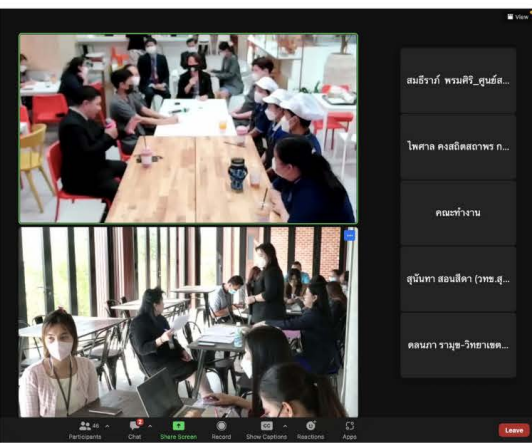 View
สมธีราภ์ พรมศิริ_ศูนย์ส...
ไพศาล คงสถิตสถาพร ก...
คณะทำงาน
สุนันทา สอนสีดา (วทข.สุ...
ดลนภา รามุข-วิทยาเขต...
46
2
Participants
Chat
Share Screen
Record
Show Captions
Reactions
Apps
Leave